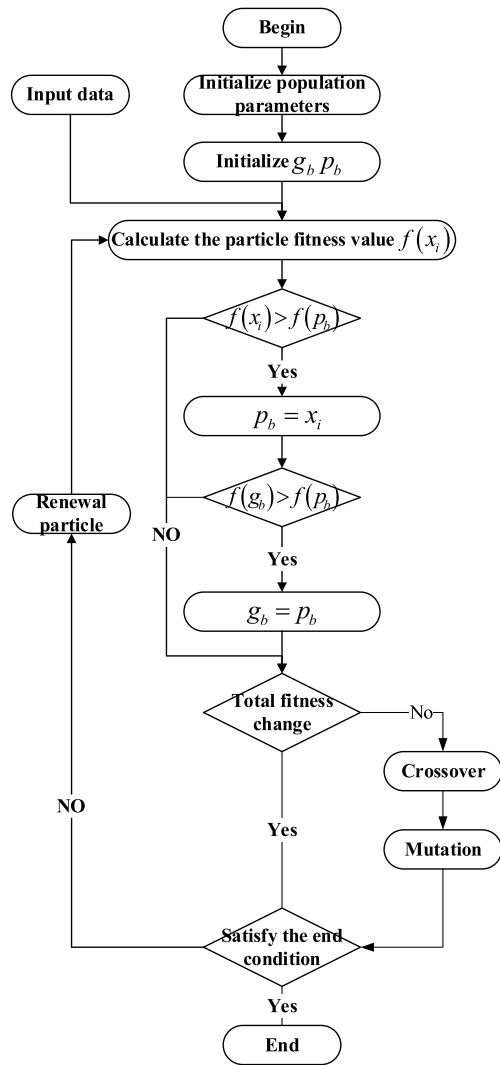 Begin
Initialize population
parameters
Input data
Initialize g_b p_b
Calculate the particle fitness value f(x_i)
f(x_i)>f(p_b)
Yes
p_b = x_i
f(g_b)>f(p_b)
Renewal
particle
NO
Yes
g_b = p_b
Total fitness
change
No
Crossover
NO
Yes
Mutation
Satisfy the end
condition
Yes
End